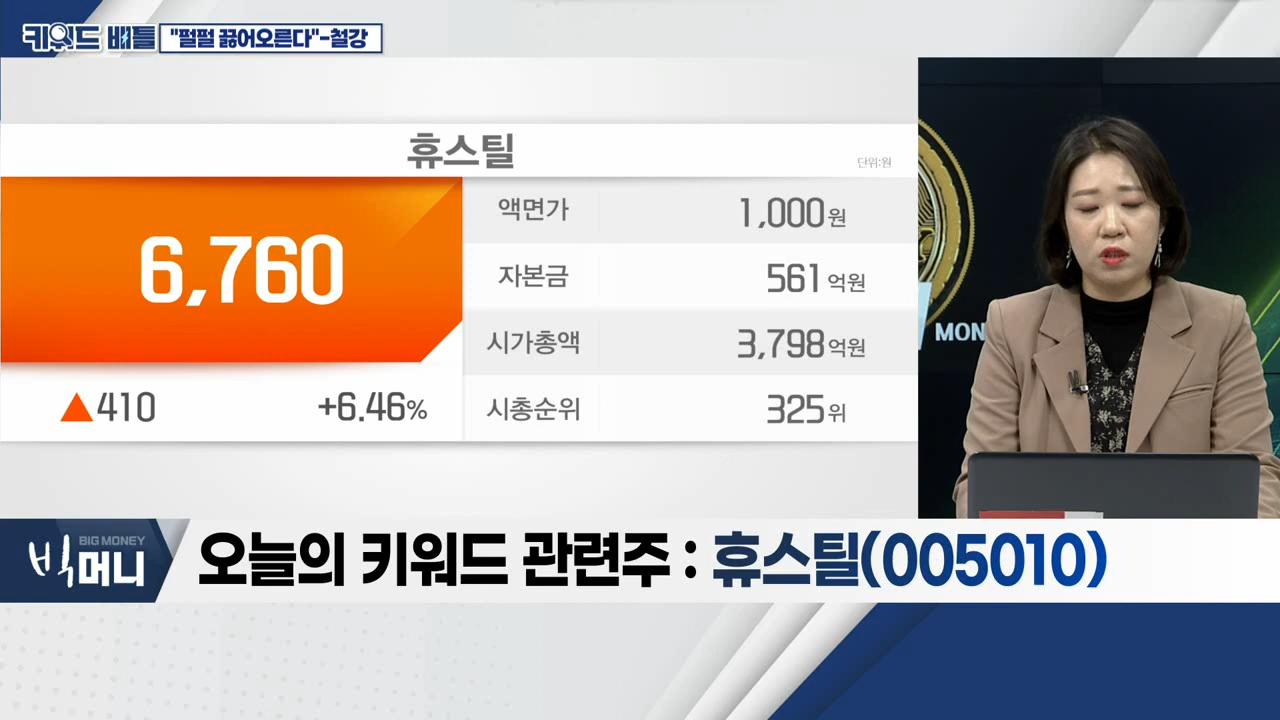 키워드 배틀 "펄펄 끓어오른다"-철강
휴스틸
단위:원
6,760
▲410 +6.46%
액면가 1,000원
자본금 561억원
시가총액 3,798억원
시총순위 325위
MON
BIG MONEY
빅머니
오늘의 키워드 관련주 : 휴스틸(005010)